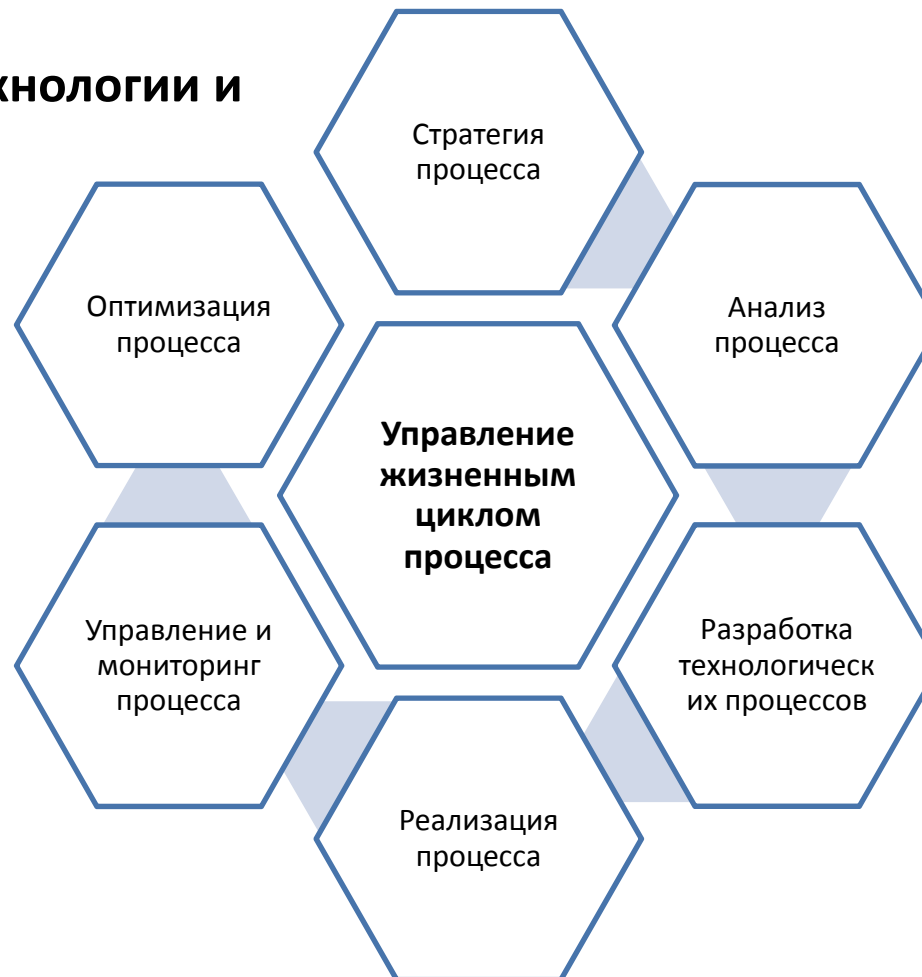 хнологии и
Стратегия
процесса
Оптимизация
процесса
Анализ
процесса
Управление
жизненным
циклом
процесса
Управление и
мониторинг
процесса
Разработка
технологическ
их процессов
Реализация
процесса